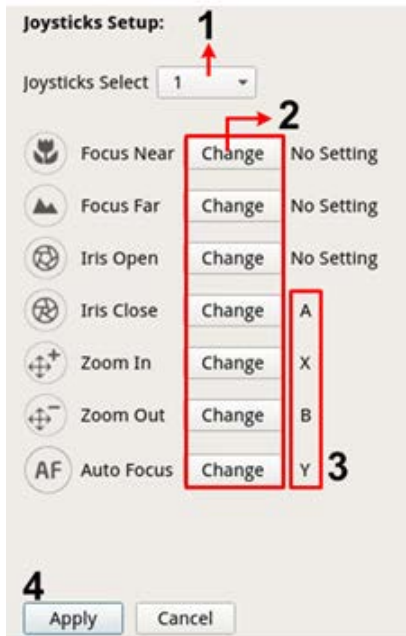 Joysticks Setup:
1
Joysticks Select 1
2
Focus Near Change No Setting
Focus Far Change No Setting
Iris Open Change No Setting
Iris Close Change A
Zoom In Change X
Zoom Out Change B
AF Auto Focus Change Y 3
4
Apply Cancel